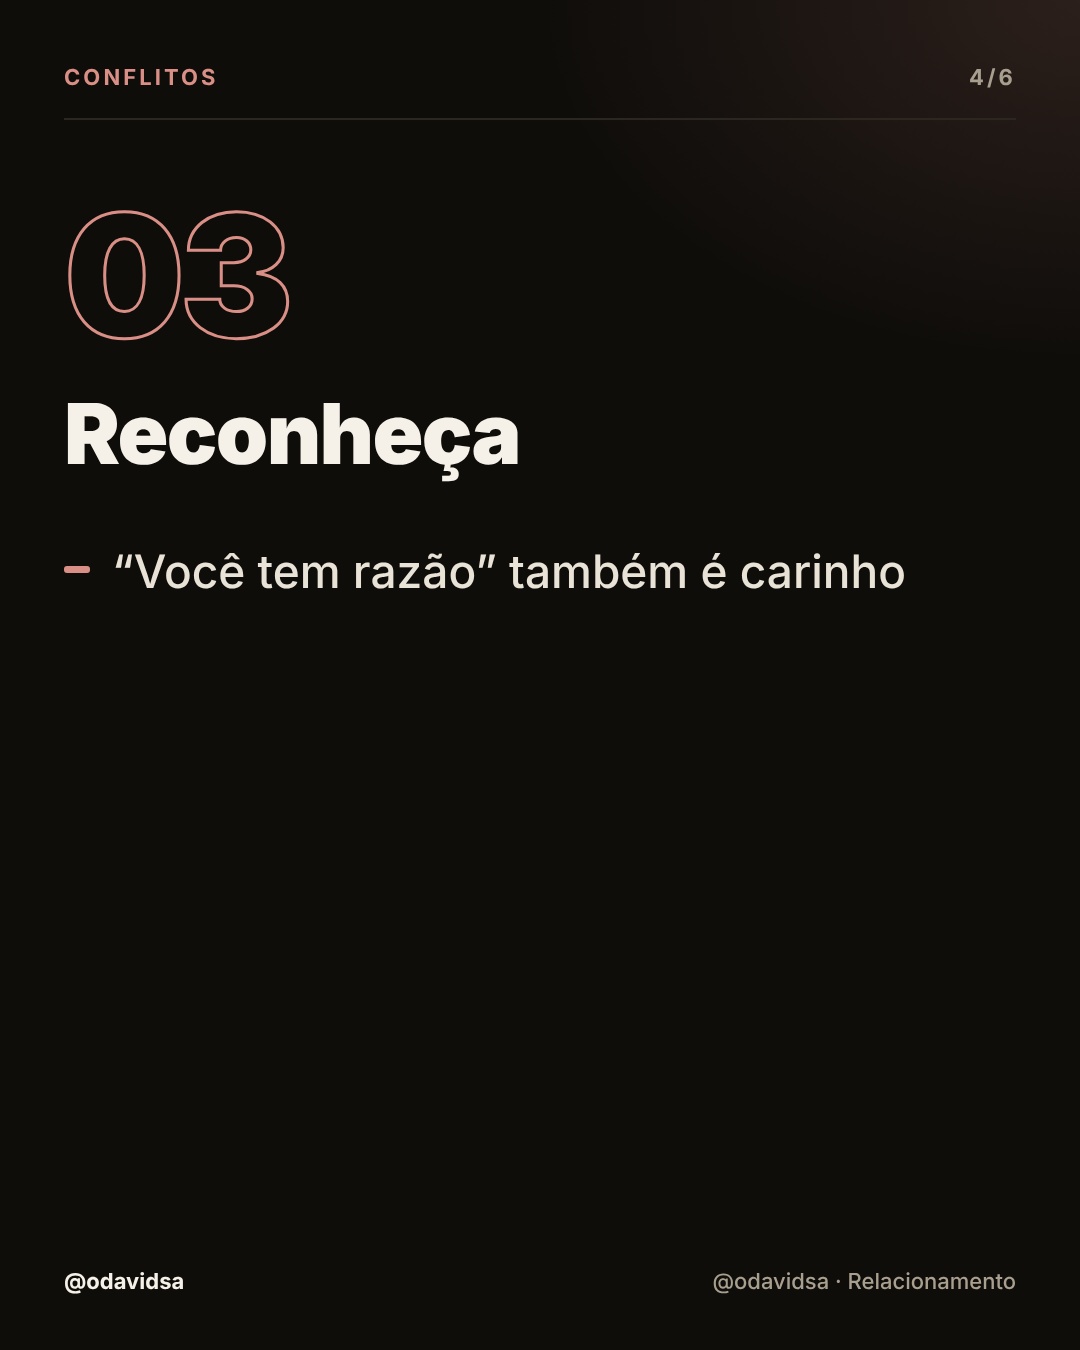 CONFLITOS
4/6
03
Reconheça
“Você tem razão” também é carinho
@odavidsa
@odavidsa · Relacionamento